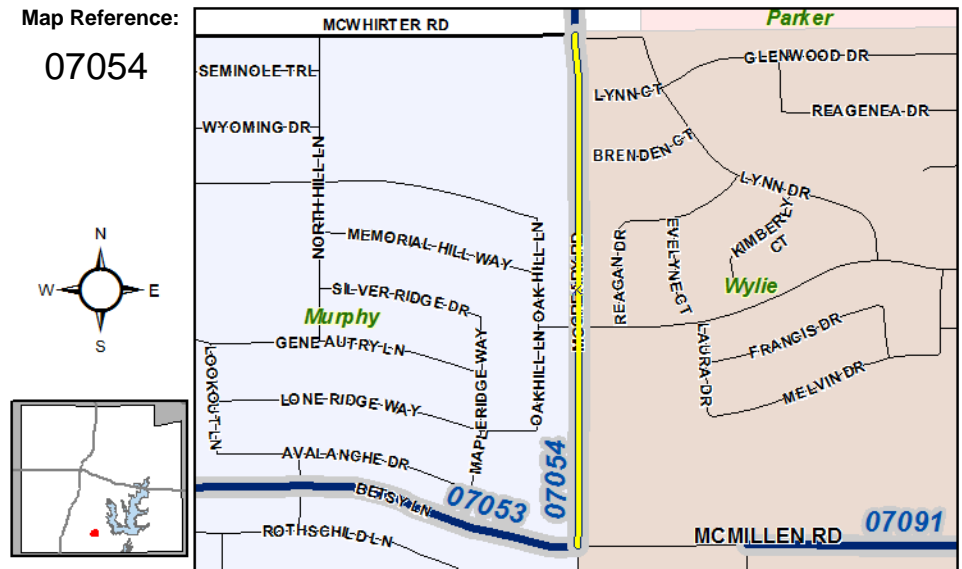 Map Reference:
07054
N
W
E
S
MCWHIRTER RD
Parker
SEMINOLE TRL
GLENWOOD DR
LYNN CT
REAGENEA DR
WYOMING DR
BRENDEN CT
LYNN DR
NORTH HILL LN
MEMORIAL HILL WAY
OAK HILL LN
MCCREARY RD
REAGAN DR
EVELYNE CT
KIMBERLY CT
Wylie
SILVER RIDGE DR
Murphy
GENE AUTRY LN
LOOKOUT LN
MAPLERIDGE WAY
OAKHILL LN
LAURA DR
FRANCIS DR
MELVIN DR
LONE RIDGE WAY
AVALANCHE DR
BETSY LN
07053
07054
07091
ROTHSCHILD LN
MCMILLEN RD